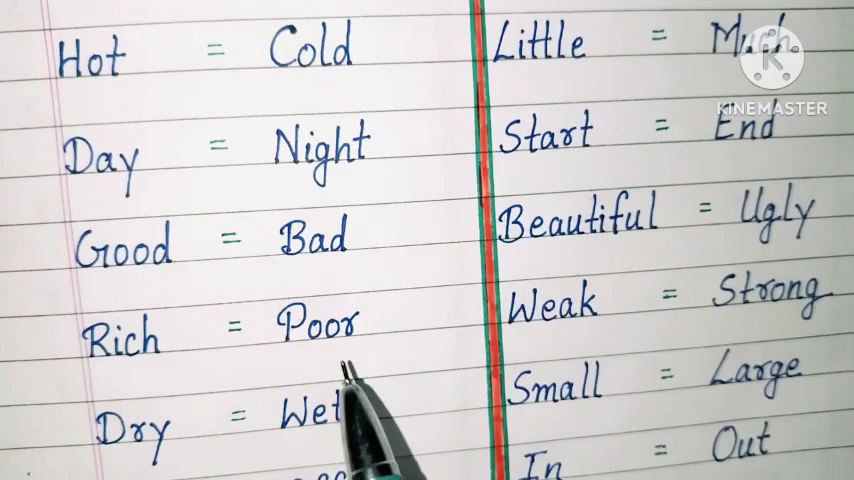 Hot = Cold
Day = Night
Good = Bad
Rich = Poor
Dry = Wet
Little = Much
Start = End
Beautiful = Ugly
Weak = Strong
Small = Large
In = Out
KINEMASTER